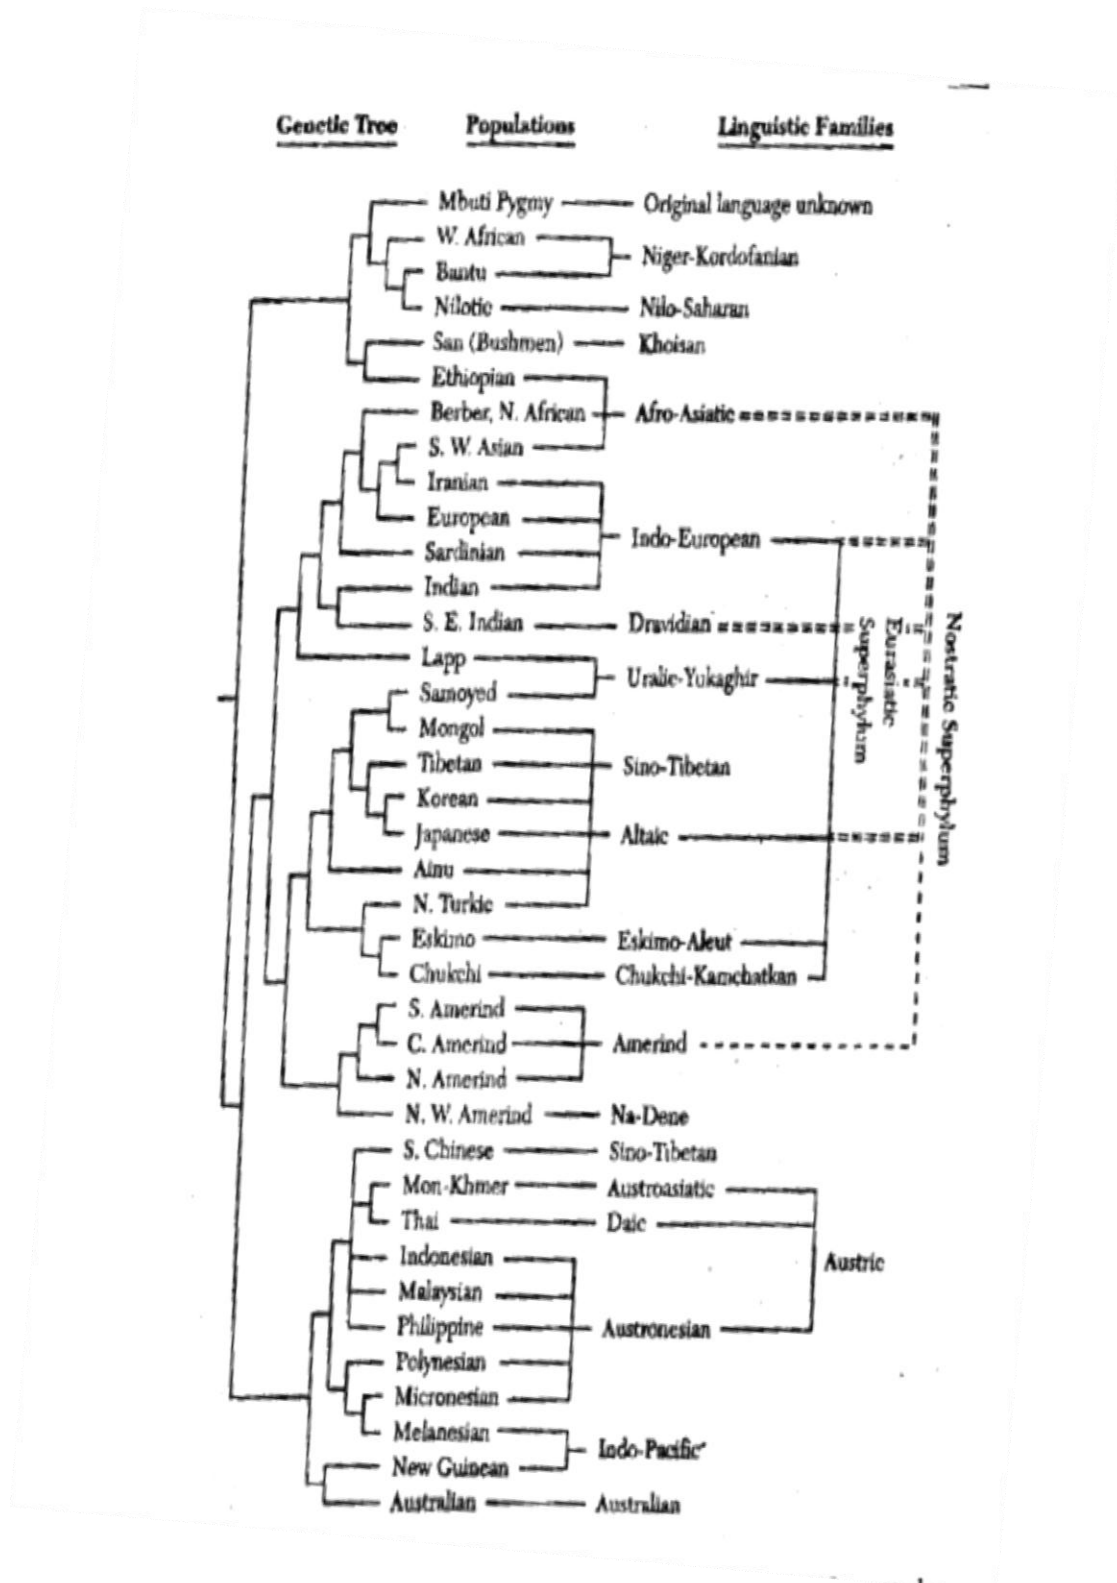 Genetic Tree Populations Linguistic Families
Mbuti Pygmy Original language unknown
W. African
Niger-Kordofanian
Bantu
Nilotic Nilo-Saharan
San (Bushmen) Khoisan
Ethiopian
Berber, N. African Afro-Asiatic
S. W. Asian
Iranian
European
Indo-European
Sardinian
Indian
S. E. Indian Dravidian
Lapp
Uralic-Yukaghir
Samoyed
Mongol
Tibetan Sino-Tibetan
Korean
Japanese Altaic
Ainu
N. Turkic
Eskimo Eskimo-Aleut
Chukchi Chukchi-Kamchatkan
S. Amerind
C. Amerind Amerind
N. Amerind
N. W. Amerind Na-Dene
S. Chinese Sino-Tibetan
Mon-Khmer Austroasiatic
Thai Daic
Indonesian
Austric
Malaysian
Philippine Austronesian
Polynesian
Micronesian
Melanesian
Indo-Pacific
New Guinean
Australian Australian
Eurasiatic
Superphylum
Nostratic Superphylum